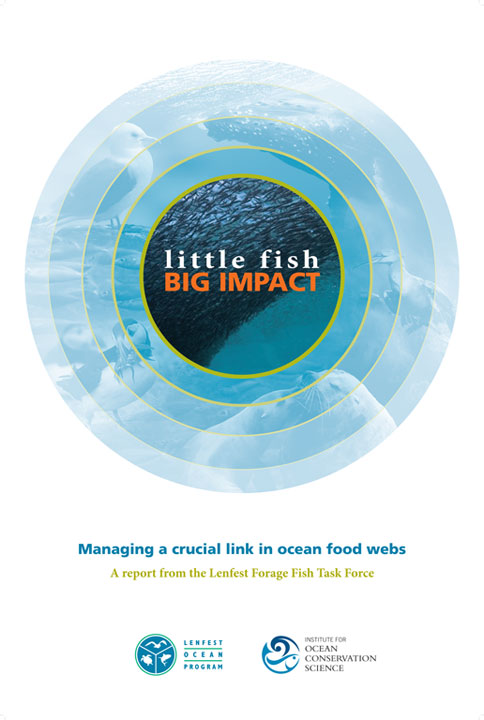 little fish
BIG IMPACT
Managing a crucial link in ocean food webs
A report from the Lenfest Forage Fish Task Force
LENFEST
OCEAN
PROGRAM
INSTITUTE FOR
OCEAN
CONSERVATION
SCIENCE